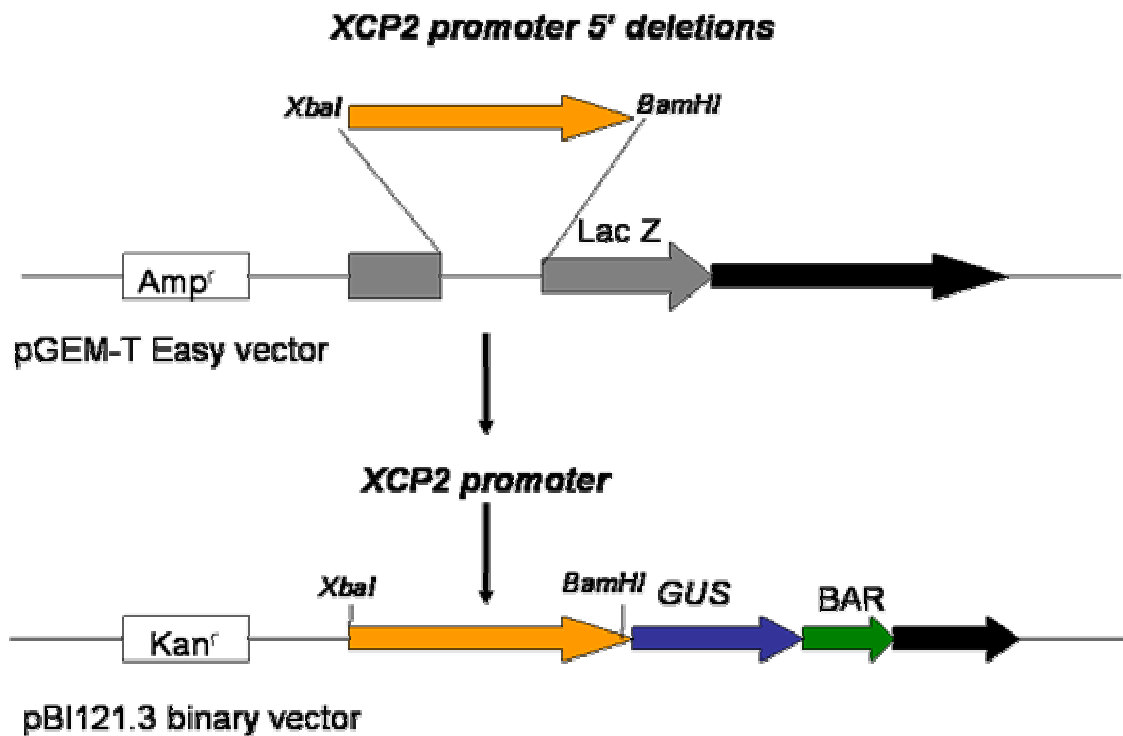 XCP2 promoter 5' deletions
XbaI BamHI
Lac Z
Ampʳ
pGEM-T Easy vector
XCP2 promoter
XbaI BamHI GUS BAR
Kanʳ
pBI121.3 binary vector